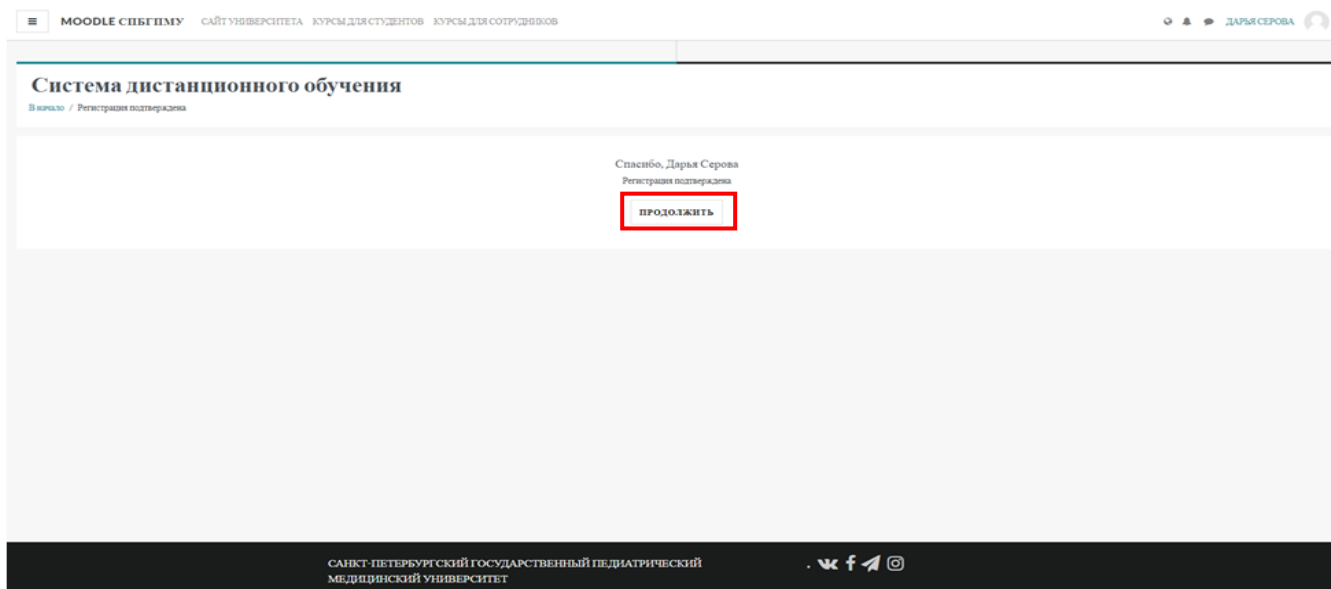 MOODLE СПБГПМУ САЙТ УНИВЕРСИТЕТА КУРСЫ ДЛЯ СТУДЕНТОВ КУРСЫ ДЛЯ СОТРУДНИКОВ ДАРЬЯ СЕРОВА
Система дистанционного обучения
В начало / Регистрация подтверждена
Спасибо, Дарья Серова
Регистрация подтверждена
ПРОДОЛЖИТЬ
САНКТ-ПЕТЕРБУРГСКИЙ ГОСУДАРСТВЕННЫЙ ПЕДИАТРИЧЕСКИЙ
МЕДИЦИНСКИЙ УНИВЕРСИТЕТ